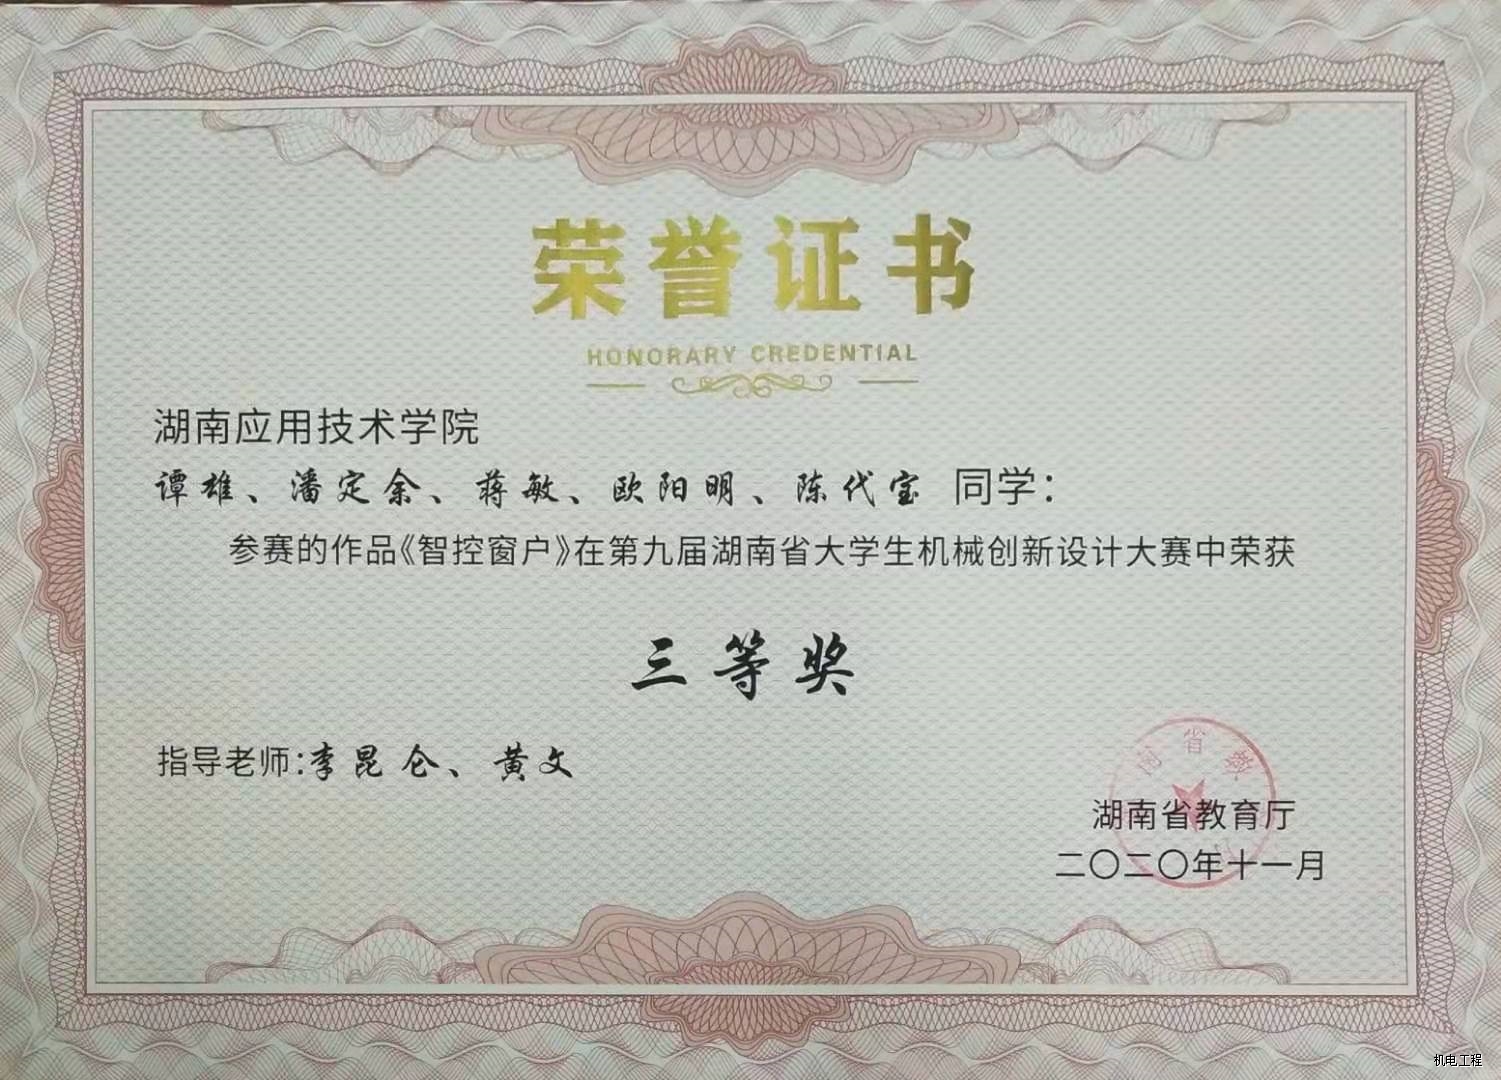 荣誉证书
HONORARY CREDENTIAL
湖南应用技术学院
谭雄、潘定余、蒋敏、欧阳明、陈代宝 同学：
参赛的作品《智控窗户》在第九届湖南省大学生机械创新设计大赛中荣获
三等奖
指导老师：李昆仑、黄文
南省教
湖南省教育厅
二〇二〇年十一月
机电工程